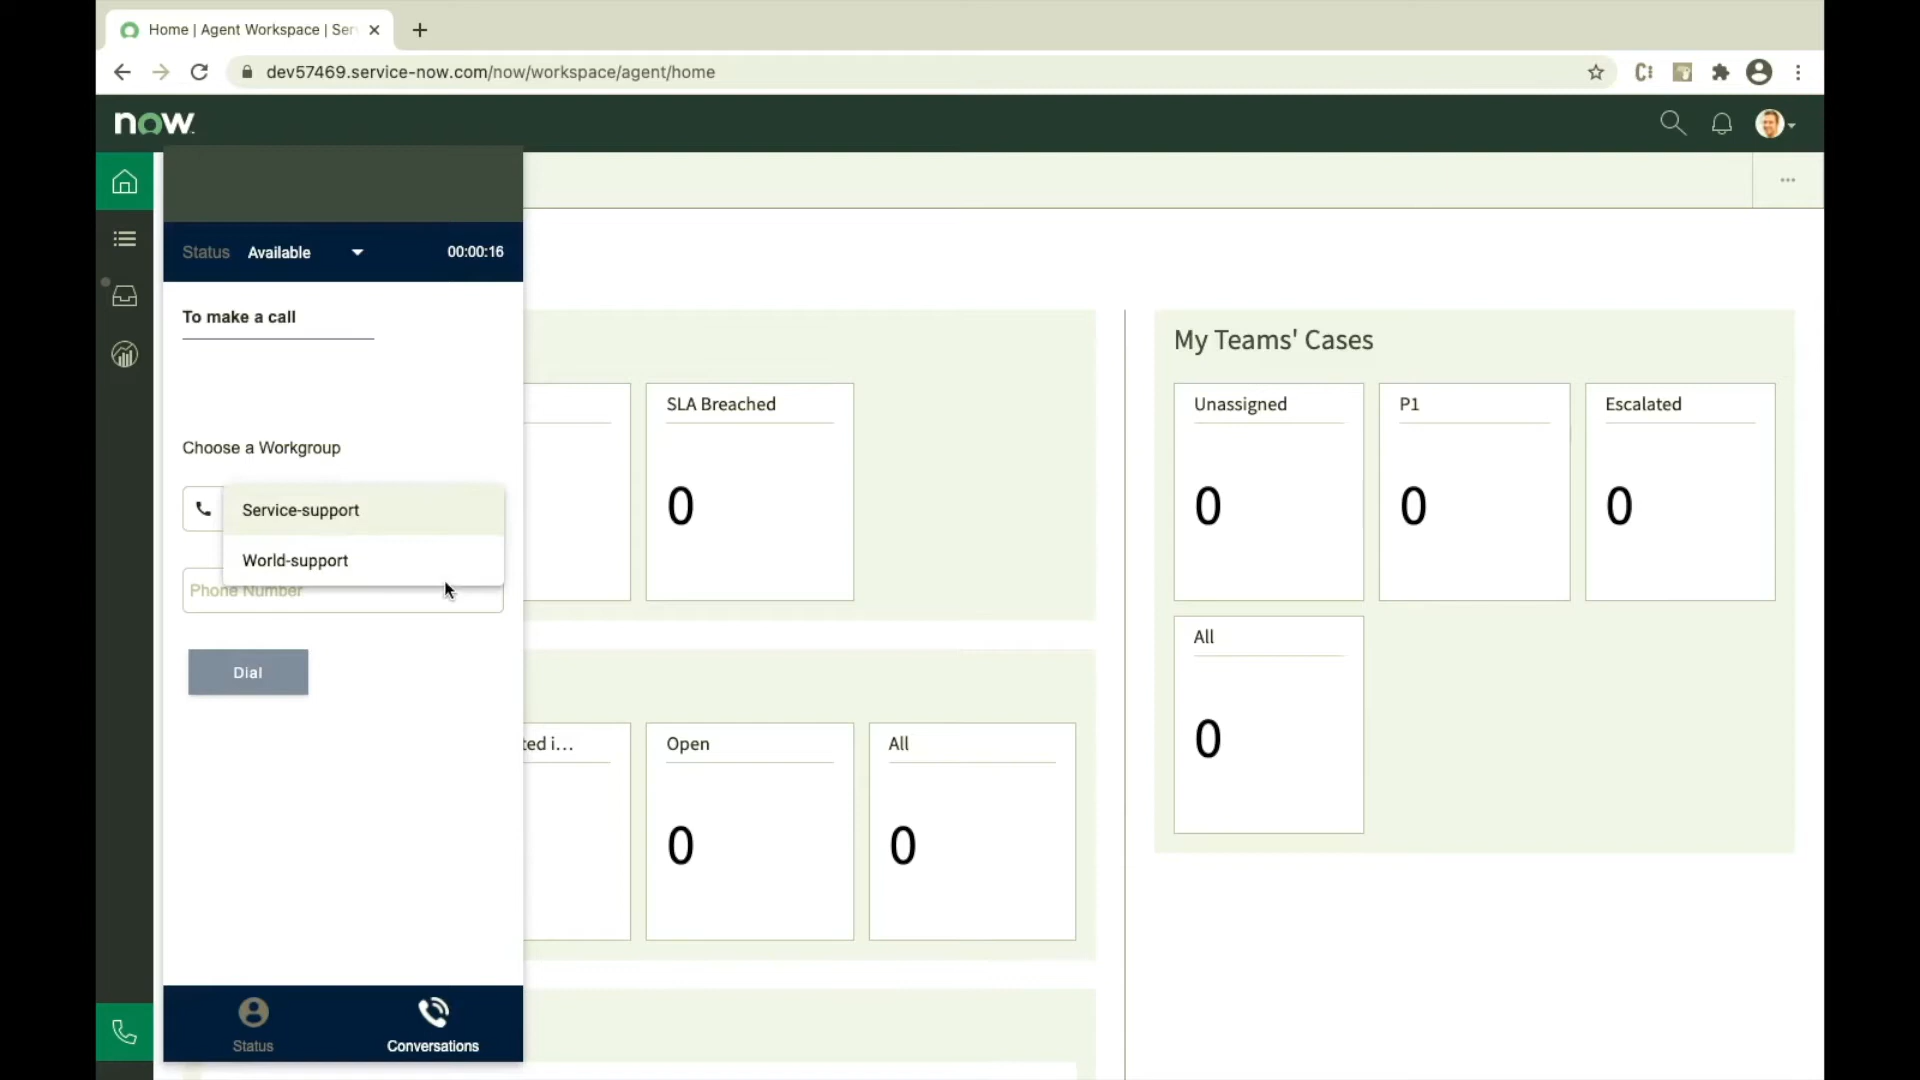 Home | Agent Workspace | Ser
dev57469.service-now.com/now/workspace/agent/home
now
Status Available 00:00:16
To make a call
Choose a Workgroup
Service-support
World-support
Phone Number
Dial
Status
Conversations
SLA Breached
0
ted i...
Open
0
All
0
My Teams' Cases
Unassigned
0
P1
0
Escalated
0
All
0